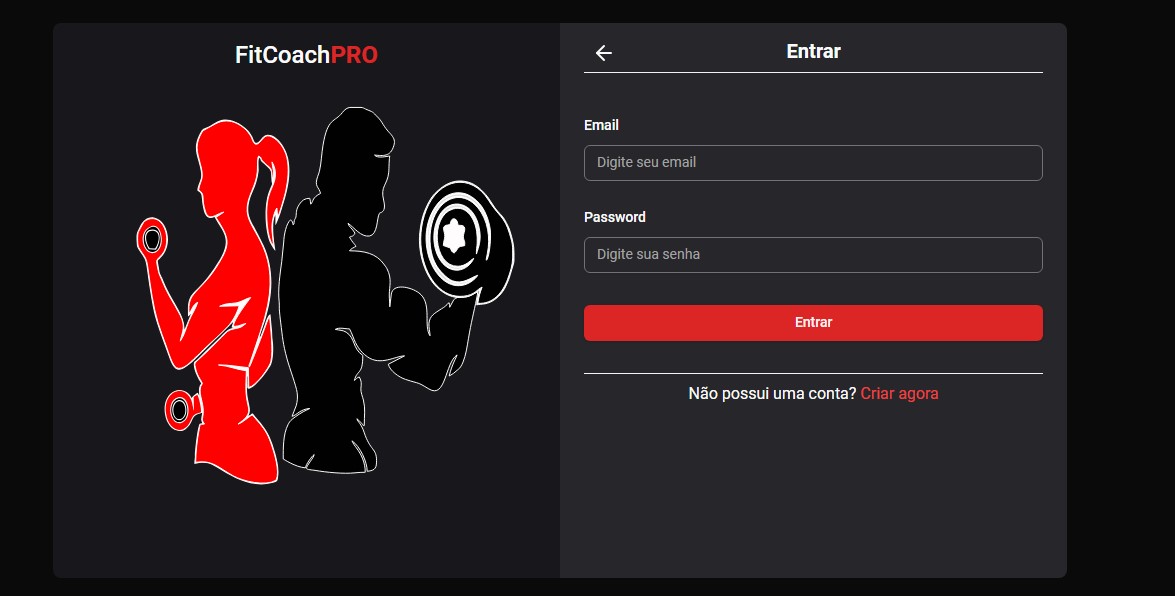 FitCoachPRO
Entrar
Email
Digite seu email
Password
Digite sua senha
Entrar
Não possui uma conta? Criar agora